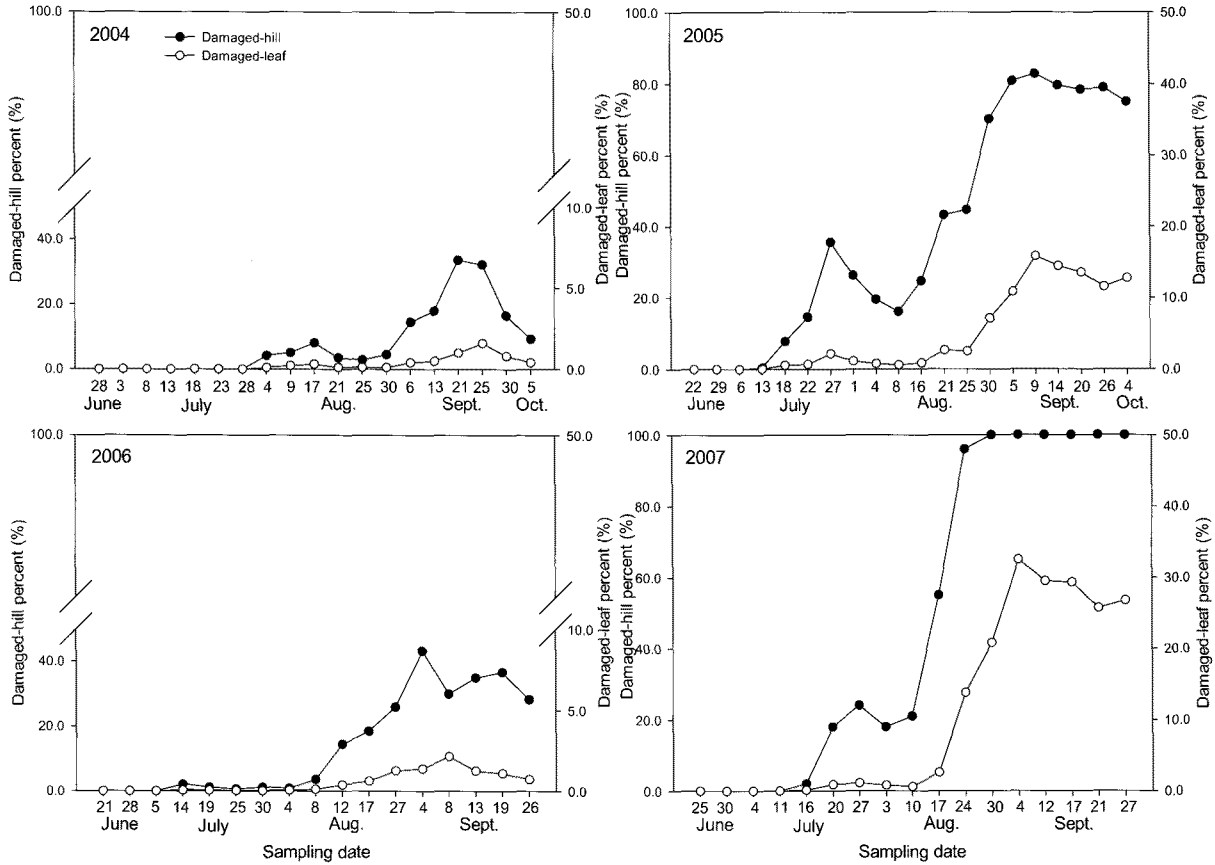 2004
Damaged-hill
Damaged-leaf
100.0
40.0
20.0
0.0
Damaged-hill percent (%)
50.0
10.0
5.0
0.0
Damaged-leaf percent (%)
28 3 8 13 18 23 28 4 9 17 21 25 30 6 13 21 25 30 5
June July Aug. Sept. Oct.
2005
100.0
80.0
60.0
40.0
20.0
0.0
Damaged-hill percent (%)
50.0
40.0
30.0
20.0
10.0
0.0
Damaged-leaf percent (%)
22 29 6 13 18 22 27 1 4 8 16 21 25 30 5 9 14 20 26 4
June July Aug. Sept. Oct.
2006
100.0
40.0
20.0
0.0
Damaged-hill percent (%)
50.0
10.0
5.0
0.0
Damaged-leaf percent (%)
21 28 5 14 19 25 30 4 8 12 17 27 4 8 13 19 26
June July Aug. Sept.
Sampling date
2007
100.0
80.0
60.0
40.0
20.0
0.0
Damaged-hill percent (%)
50.0
40.0
30.0
20.0
10.0
0.0
Damaged-leaf percent (%)
25 30 4 11 16 20 27 3 10 17 24 30 4 12 17 21 27
June July Aug. Sept.
Sampling date